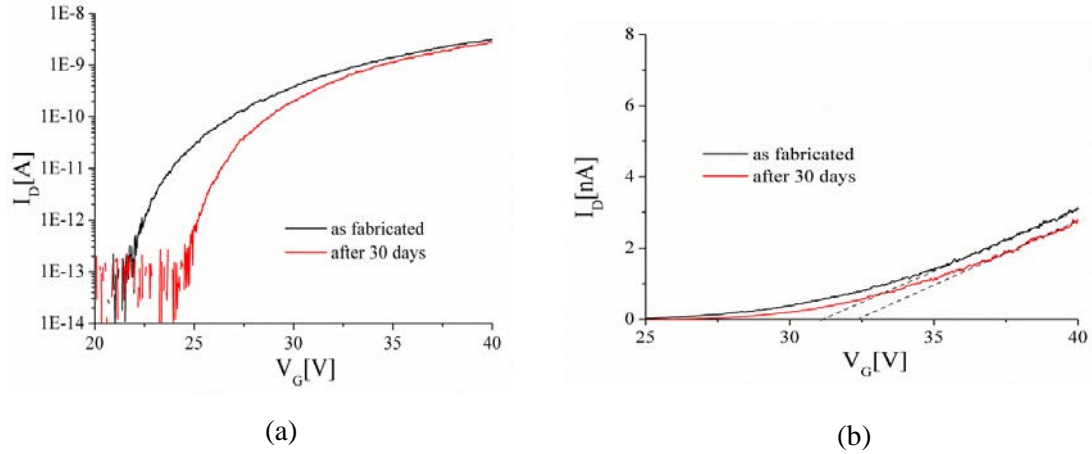 1E-8
1E-9
1E-10
1E-11
1E-12
1E-13
1E-14
I_D[A]
as fabricated
after 30 days
20 25 30 35 40
V_G[V]
(a)
8
6
4
2
0
I_D[nA]
as fabricated
after 30 days
25 30 35 40
V_G[V]
(b)